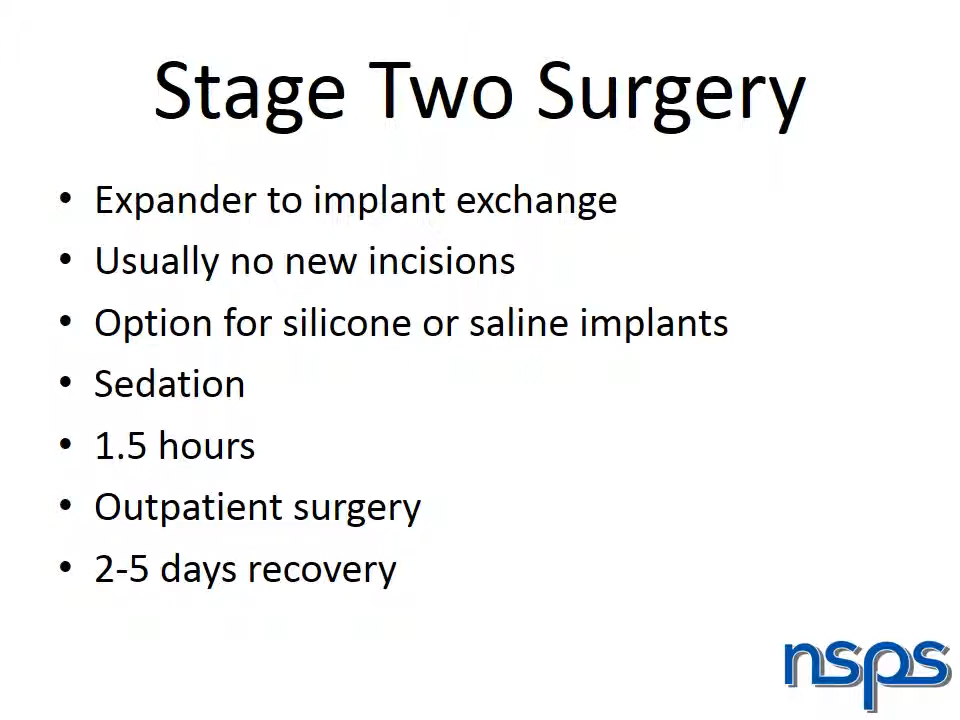 Stage Two Surgery
• Expander to implant exchange
• Usually no new incisions
• Option for silicone or saline implants
• Sedation
• 1.5 hours
• Outpatient surgery
• 2-5 days recovery
nsps